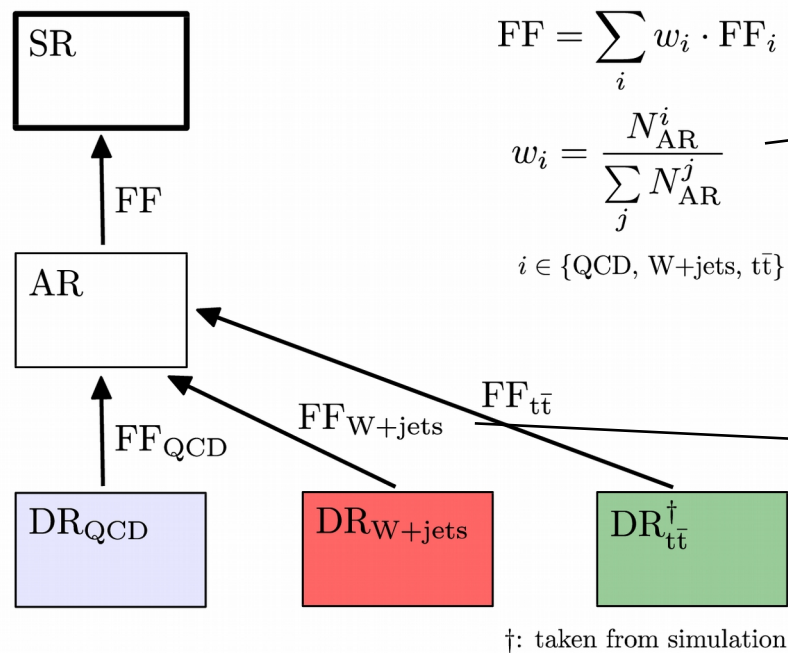 SR
FF = ∑_i w_i · FF_i
w_i = N^i_AR / ∑_j N^j_AR
FF
i ∈ {QCD, W+jets, tt̄}
AR
FF_tt̄
FF_W+jets
FF_QCD
DR_QCD
DR_W+jets
DR^†_tt̄
†: taken from simulation